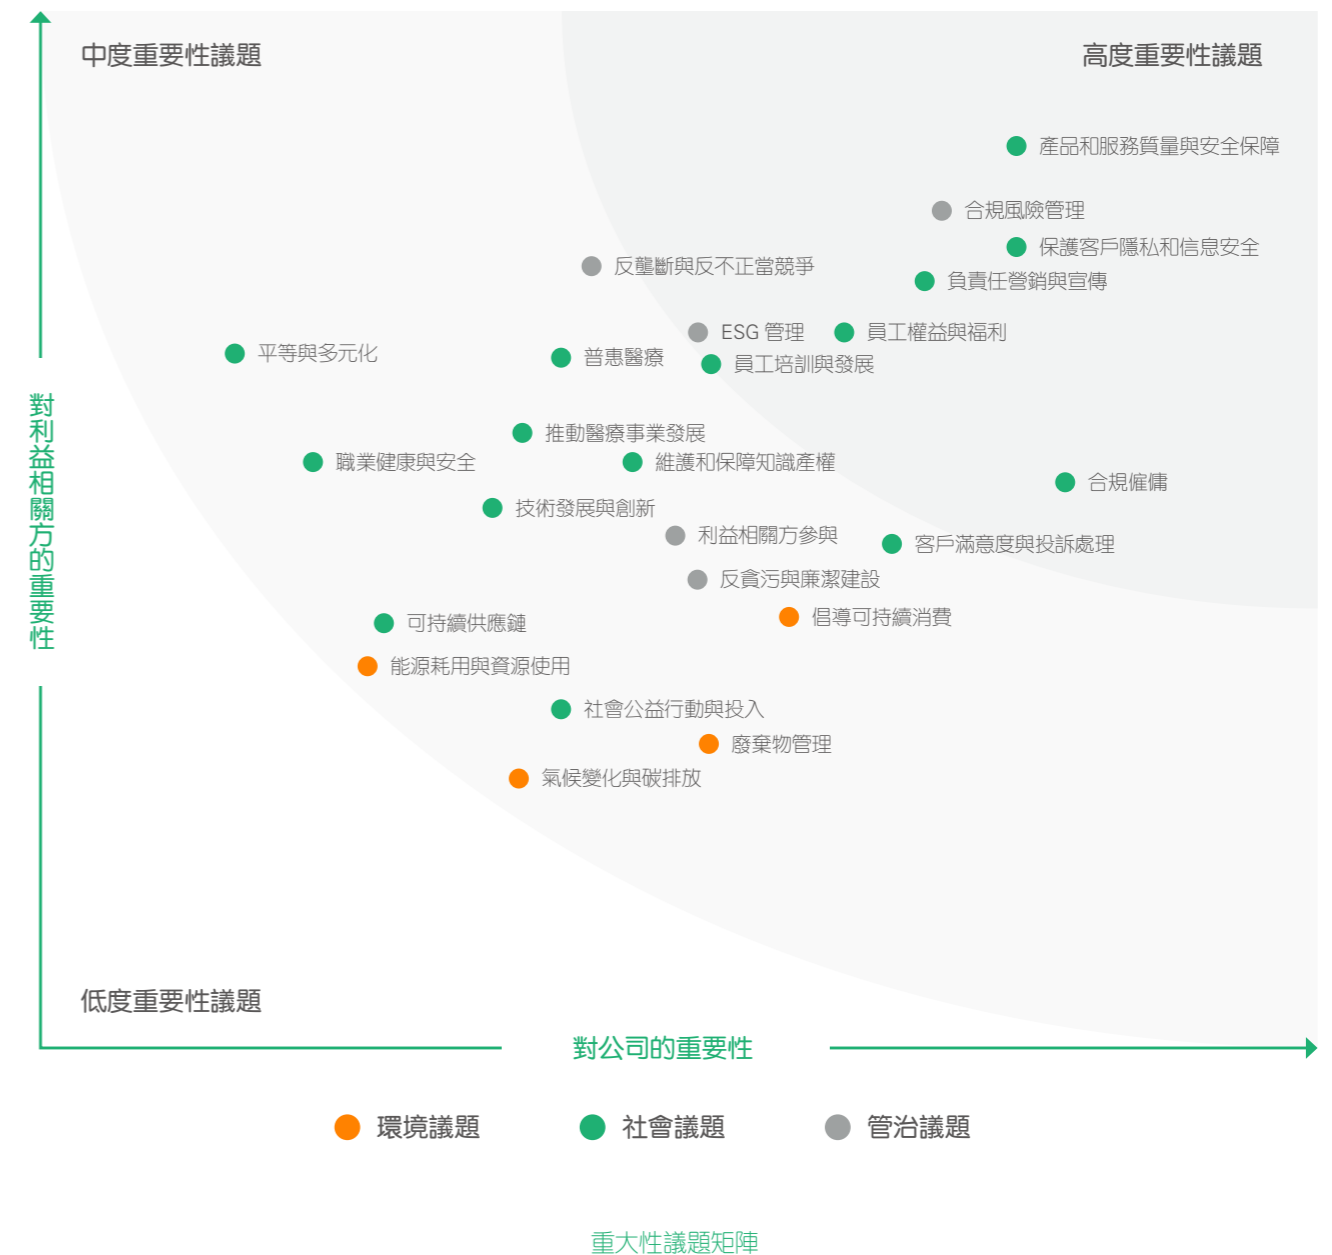 中度重要性議題
高度重要性議題
產品和服務質量與安全保障
合規風險管理
保護客戶隱私和信息安全
反壟斷與反不正當競爭
負責任營銷與宣傳
ESG 管理
員工權益與福利
平等與多元化
普惠醫療
員工培訓與發展
對利益相關方的重要性
推動醫療事業發展
職業健康與安全
維護和保障知識產權
合規僱傭
技術發展與創新
利益相關方參與
客戶滿意度與投訴處理
反貪污與廉潔建設
倡導可持續消費
可持續供應鏈
能源耗用與資源使用
社會公益行動與投入
廢棄物管理
氣候變化與碳排放
低度重要性議題
對公司的重要性
環境議題
社會議題
管治議題
重大性議題矩陣